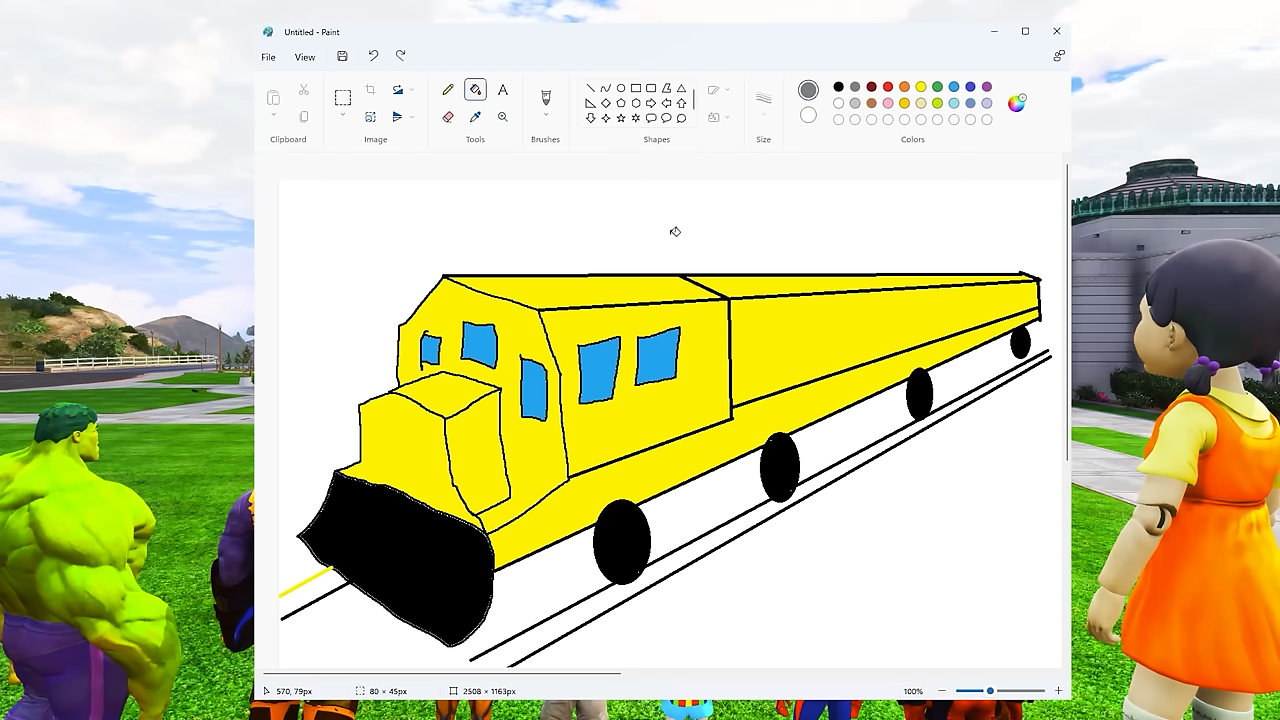 Untitled - Paint
File View
A
Clipboard Image Tools Brushes Shapes Size Colors
570, 79px 80 × 45px 2508 × 1163px 100%